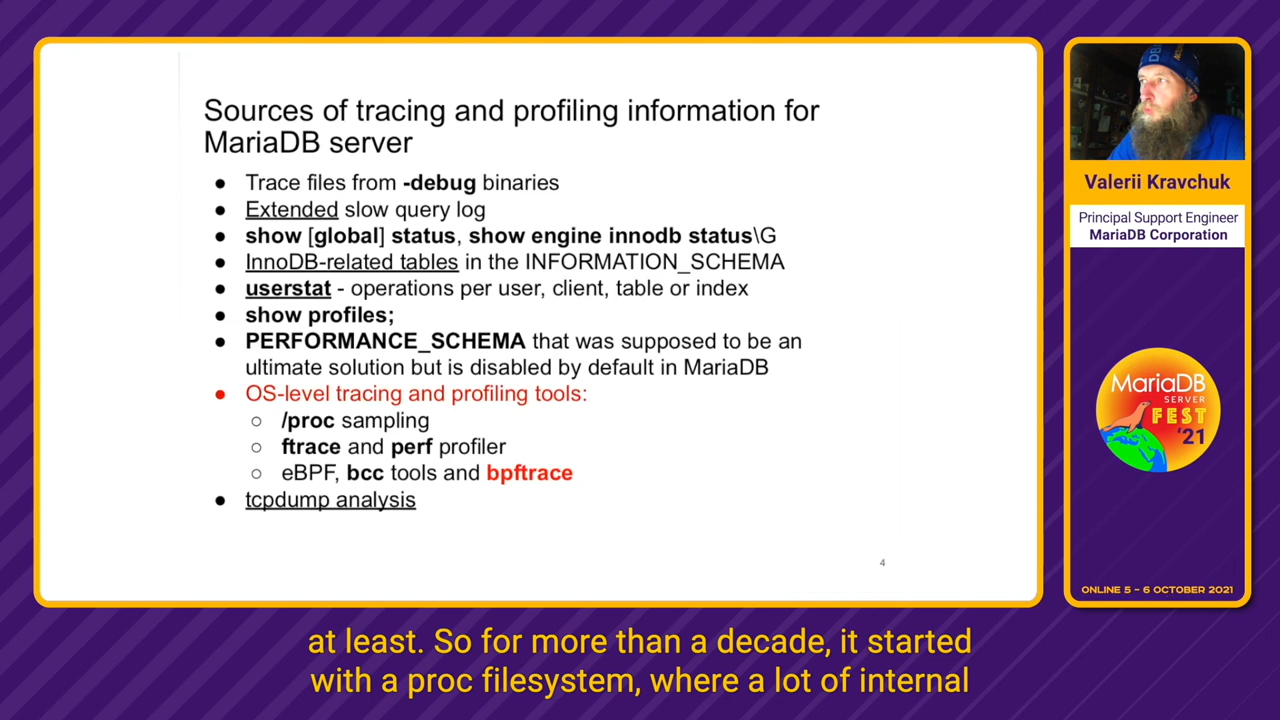 Sources of tracing and profiling information for
MariaDB server
● Trace files from -debug binaries
● Extended slow query log
● show [global] status, show engine innodb status\G
● InnoDB-related tables in the INFORMATION_SCHEMA
● userstat - operations per user, client, table or index
● show profiles;
● PERFORMANCE_SCHEMA that was supposed to be an
ultimate solution but is disabled by default in MariaDB
● OS-level tracing and profiling tools:
○ /proc sampling
○ ftrace and perf profiler
○ eBPF, bcc tools and bpftrace
● tcpdump analysis
4
Valerii Kravchuk
Principal Support Engineer
MariaDB Corporation
MariaDB
SERVER
FEST
'21
ONLINE 5 - 6 OCTOBER 2021
at least. So for more than a decade, it started
with a proc filesystem, where a lot of internal